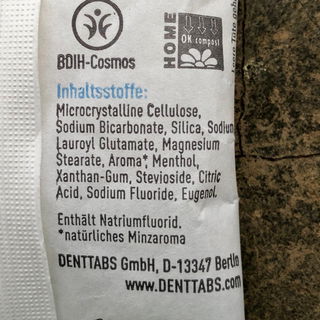 BDIH-Cosmos
HOME
OK compost
Inhaltsstoffe:
Microcrystalline Cellulose,
Sodium Bicarbonate, Silica, Sodium
Lauroyl Glutamate, Magnesium
Stearate, Aroma*, Menthol,
Xanthan-Gum, Stevioside, Citric
Acid, Sodium Fluoride, Eugenol.
Enthält Natriumfluorid.
*natürliches Minzaroma
DENTTABS GmbH, D-13347 Berlin
www.DENTTABS.com